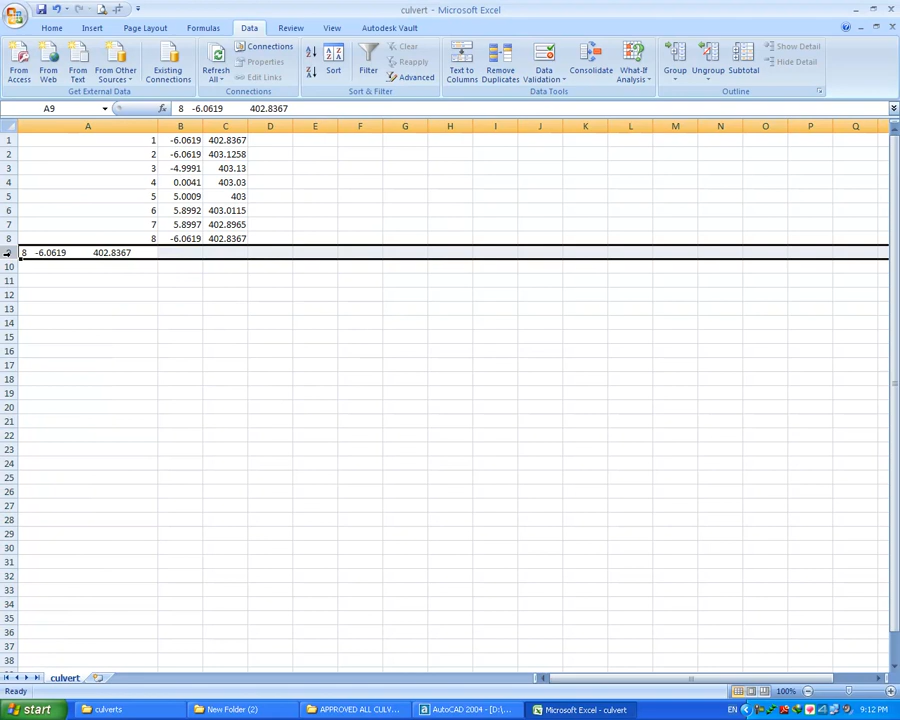 culvert - Microsoft Excel
Home Insert Page Layout Formulas Data Review View Autodesk Vault
From Access
From Web
From Text
From Other Sources
Existing Connections
Get External Data
Refresh All
Connections
Properties
Edit Links
Connections
Sort
Filter
Clear
Reapply
Advanced
Sort & Filter
Text to Columns
Remove Duplicates
Data Validation
Consolidate
What-If Analysis
Data Tools
Group
Ungroup
Subtotal
Show Detail
Hide Detail
Outline
A9 fx 8 -6.0619 402.8367
A B C D E F G H I J K L M N O P Q
1 1 -6.0619 402.8367
2 2 -6.0619 403.1258
3 3 -4.9991 403.13
4 4 0.0041 403.03
5 5 5.0009 403
6 6 5.8992 403.0115
7 7 5.8997 402.8965
8 8 -6.0619 402.8367
8 -6.0619 402.8367
10
11
12
13
14
15
16
17
18
19
20
21
22
23
24
25
26
27
28
29
30
31
32
33
34
35
36
37
38
culvert
Ready 100%
start culverts New Folder (2) APPROVED ALL CULV... AutoCAD 2004 - [D:\... Microsoft Excel - culvert EN 9:12 PM